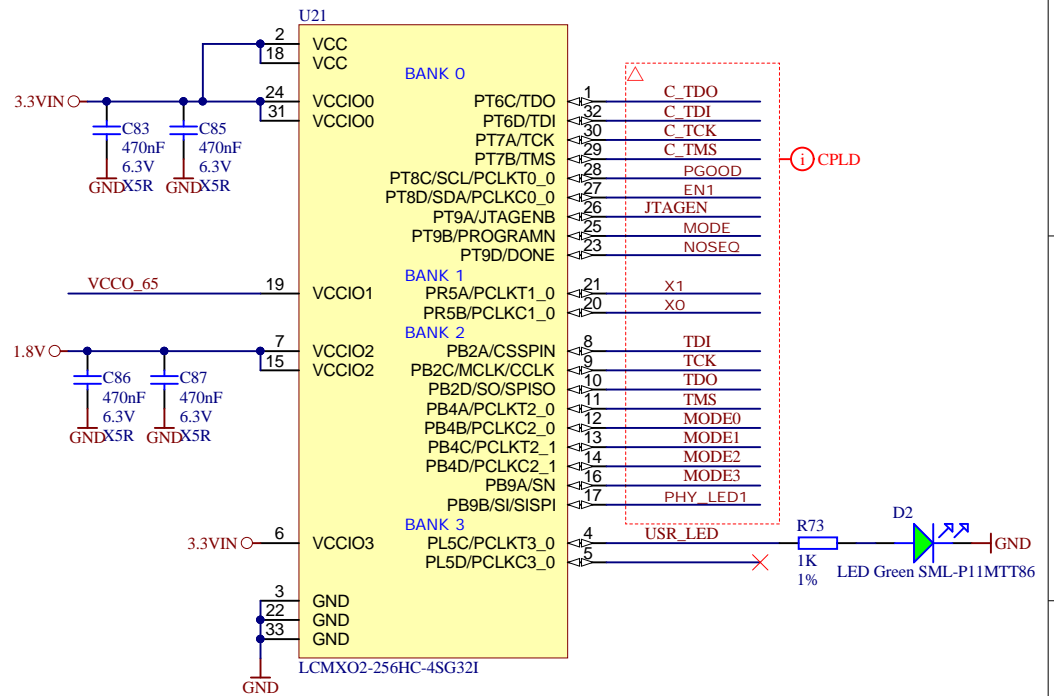 U21
2 VCC
18 VCC
BANK 0
3.3VIN 24 VCCIO0 PT6C/TDO 1 C_TDO
31 VCCIO0 PT6D/TDI 32 C_TDI
C83 C85 PT7A/TCK 30 C_TCK
470nF 470nF PT7B/TMS 29 C_TMS
i CPLD
6.3V 6.3V PT8C/SCL/PCLKT0_0 28 PGOOD
GND X5R GND X5R PT8D/SDA/PCLKC0_0 27 EN1
PT9A/JTAGENB 26 JTAGEN
PT9B/PROGRAMN 25 MODE
PT9D/DONE 23 NOSEQ
BANK 1
VCCO_65 19 VCCIO1 PR5A/PCLKT1_0 21 X1
PR5B/PCLKC1_0 20 X0
BANK 2
1.8V 7 VCCIO2 PB2A/CSSPIN 8 TDI
15 VCCIO2 PB2C/MCLK/CCLK 9 TCK
C86 C87 PB2D/SO/SPISO 10 TDO
470nF 470nF PB4A/PCLKT2_0 11 TMS
6.3V 6.3V PB4B/PCLKC2_0 12 MODE0
GND X5R GND X5R PB4C/PCLKT2_1 13 MODE1
PB4D/PCLKC2_1 14 MODE2
PB9A/SN 16 MODE3
PB9B/SI/SISPI 17 PHY_LED1
BANK 3
3.3VIN 6 VCCIO3 PL5C/PCLKT3_0 4 USR_LED R73 D2 GND
PL5D/PCLKC3_0 5 1K LED Green SML-P11MTT86
1%
3 GND
22 GND
33 GND
GND LCMXO2-256HC-4SG32I